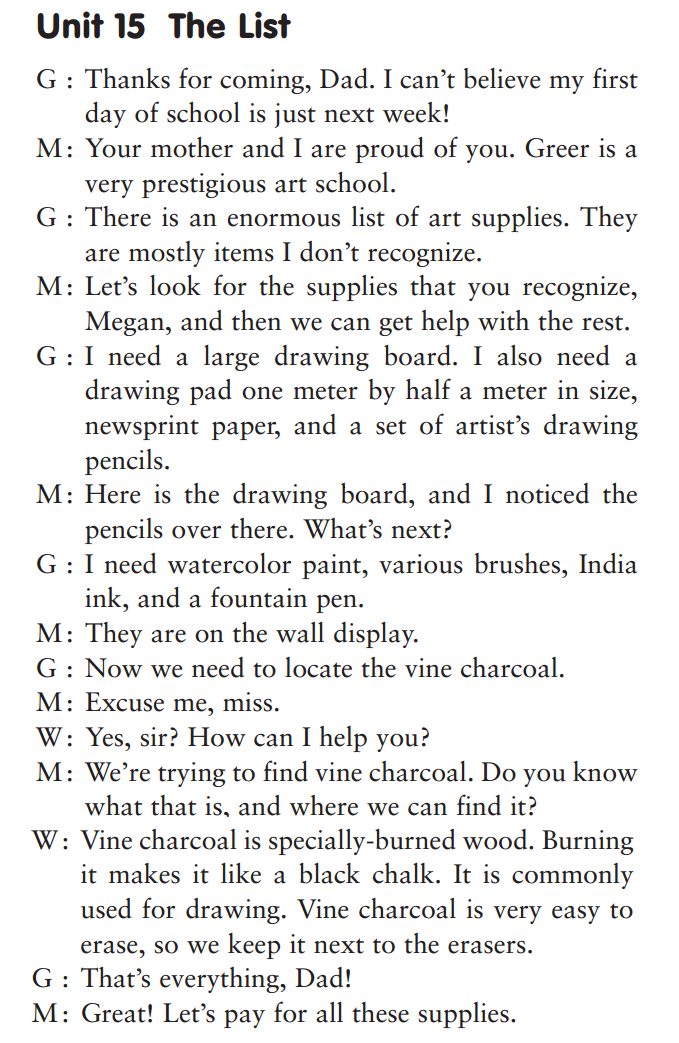 Unit 15  The List
G : Thanks for coming, Dad. I can't believe my first
day of school is just next week!
M: Your mother and I are proud of you. Greer is a
very prestigious art school.
G : There is an enormous list of art supplies. They
are mostly items I don't recognize.
M: Let's look for the supplies that you recognize,
Megan, and then we can get help with the rest.
G : I need a large drawing board. I also need a
drawing pad one meter by half a meter in size,
newsprint paper, and a set of artist's drawing
pencils.
M: Here is the drawing board, and I noticed the
pencils over there. What's next?
G : I need watercolor paint, various brushes, India
ink, and a fountain pen.
M: They are on the wall display.
G : Now we need to locate the vine charcoal.
M: Excuse me, miss.
W: Yes, sir? How can I help you?
M: We're trying to find vine charcoal. Do you know
what that is, and where we can find it?
W: Vine charcoal is specially-burned wood. Burning
it makes it like a black chalk. It is commonly
used for drawing. Vine charcoal is very easy to
erase, so we keep it next to the erasers.
G : That's everything, Dad!
M: Great! Let's pay for all these supplies.